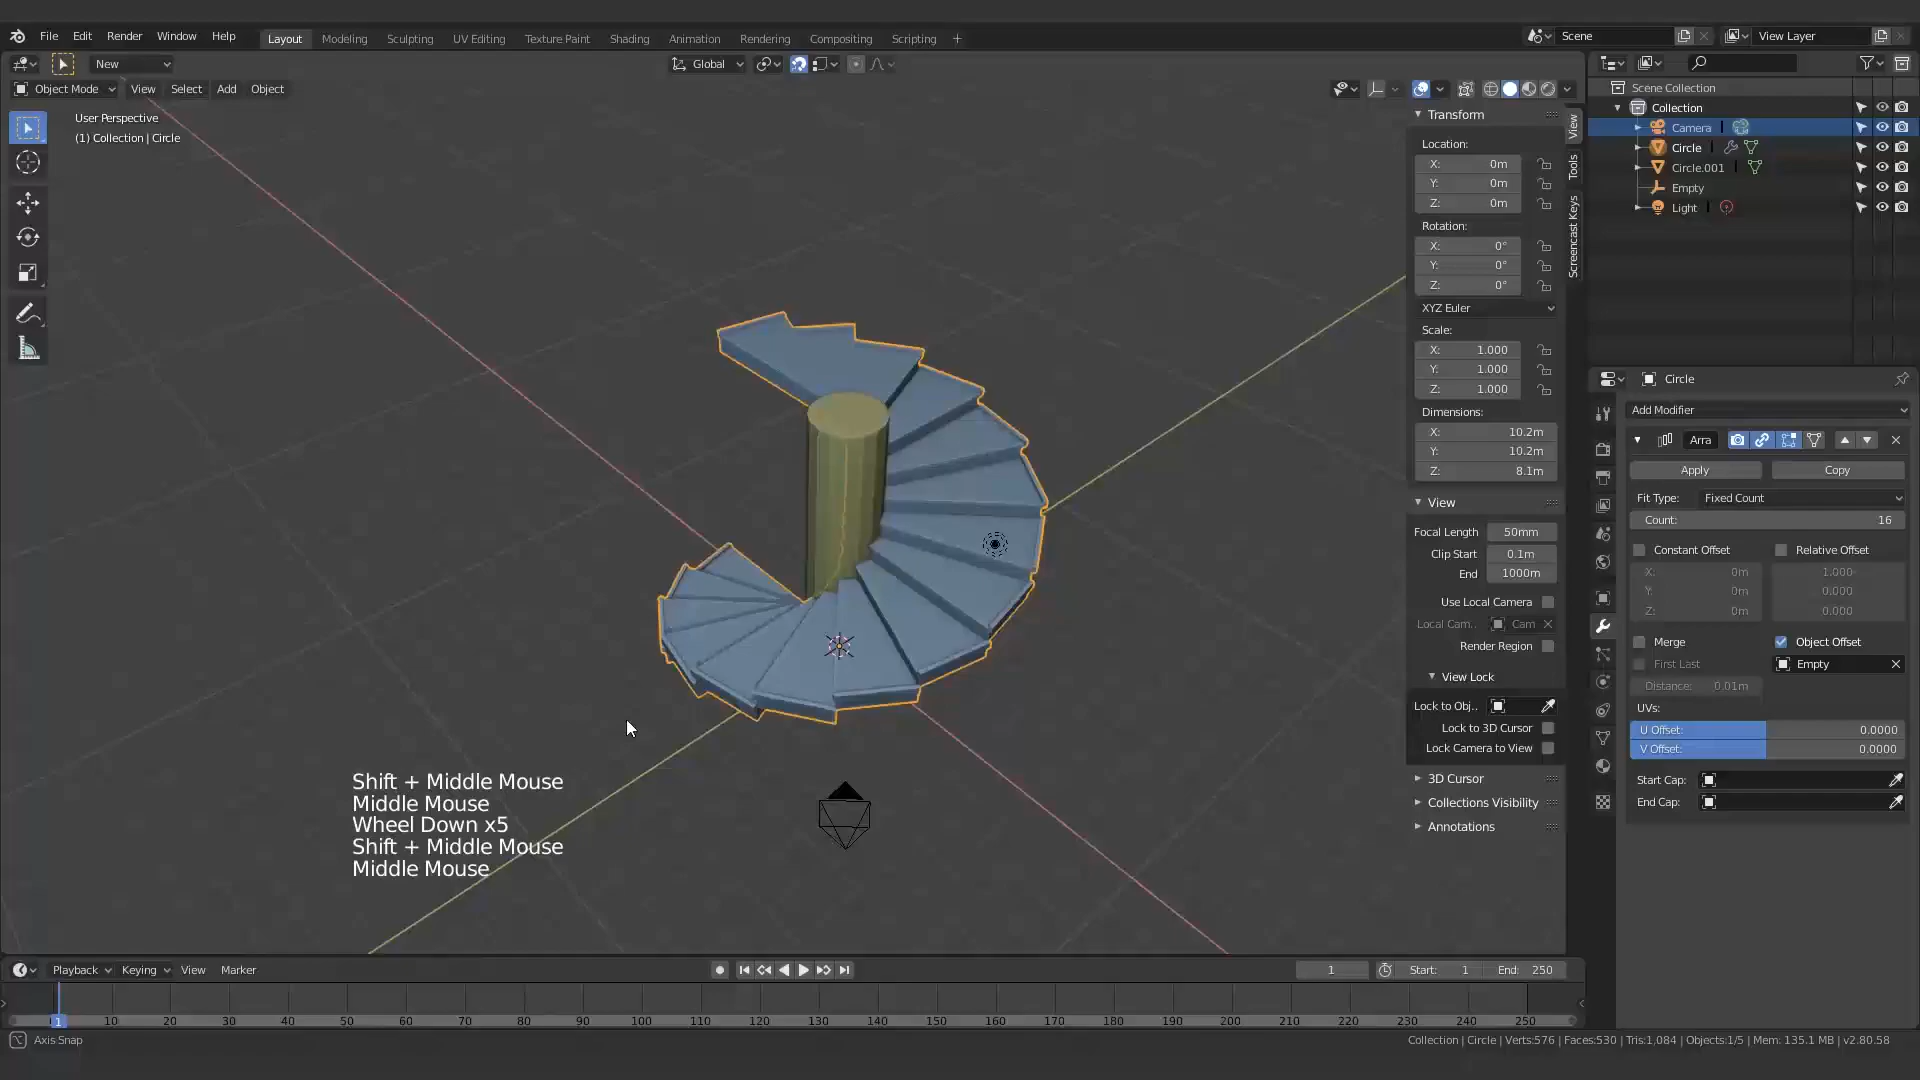 File Edit Render Window Help
Layout Modeling Sculpting UV Editing Texture Paint Shading Animation Rendering Compositing Scripting +
Scene
View Layer
New
Global
Object Mode View Select Add Object
User Perspective
(1) Collection | Circle
Transform
Location:
X: 0m
Y: 0m
Z: 0m
Rotation:
X: 0°
Y: 0°
Z: 0°
XYZ Euler
Scale:
X: 1.000
Y: 1.000
Z: 1.000
Dimensions:
X: 10.2m
Y: 10.2m
Z: 8.1m
View
Focal Length 50mm
Clip Start 0.1m
End 1000m
Use Local Camera
Local Cam.. Cam
Render Region
View Lock
Lock to Obj..
Lock to 3D Cursor
Lock Camera to View
3D Cursor
Collections Visibility
Annotations
View
Tools
Screencast Keys
Scene Collection
Collection
Camera
Circle
Circle.001
Empty
Light
Circle
Add Modifier
Arra
Apply Copy
Fit Type: Fixed Count
Count: 16
Constant Offset Relative Offset
X: 0m 1.000
Y: 0m 0.000
Z: 0m 0.000
Merge Object Offset
First Last Empty
Distance: 0.01m
UVs:
U Offset: 0.0000
V Offset: 0.0000
Start Cap:
End Cap:
Shift + Middle Mouse
Middle Mouse
Wheel Down x5
Shift + Middle Mouse
Middle Mouse
Playback Keying View Marker
1 Start: 1 End: 250
1 10 20 30 40 50 60 70 80 90 100 110 120 130 140 150 160 170 180 190 200 210 220 230 240 250
Axis Snap
Collection | Circle | Verts:576 | Faces:530 | Tris:1,084 | Objects:1/5 | Mem: 135.1 MB | v2.80.58